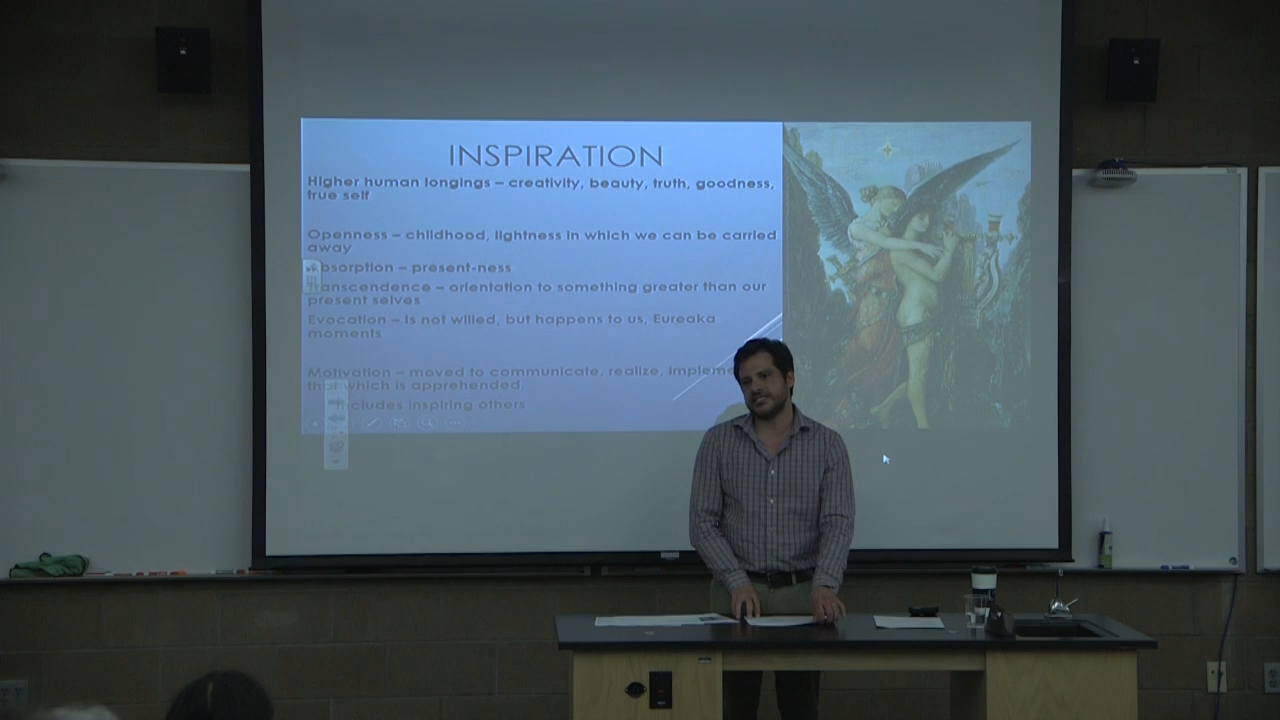 INSPIRATION
Higher human longings – creativity, beauty, truth, goodness,
true self
Openness – childhood, lightness in which we can be carried
away
bsorption – present-ness
anscendence – orientation to something greater than our
present selves
Evocation – is not willed, but happens to us, Eureaka
moments
Motivation – moved to communicate, realize, impleme
which is apprehended.
includes inspiring others